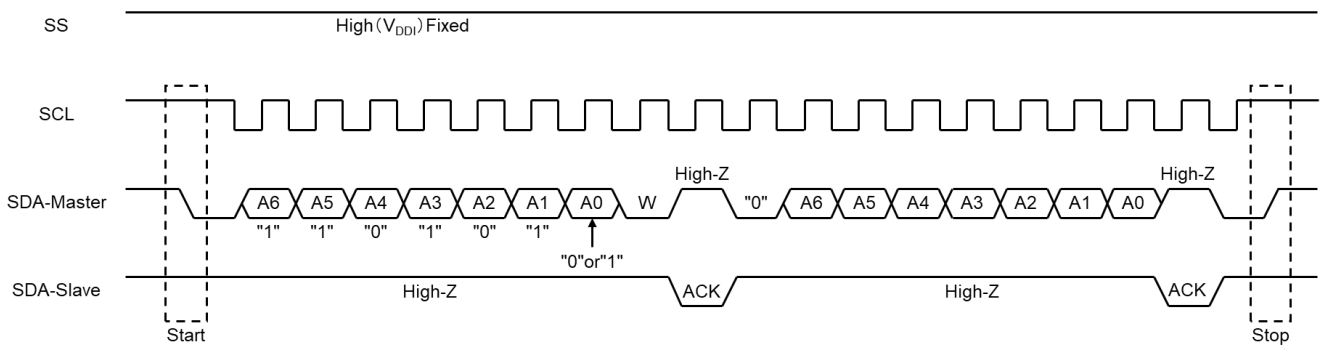 SS
High (VDDI) Fixed
SCL
High-Z
High-Z
SDA-Master
A6 A5 A4 A3 A2 A1 A0 W "0" A6 A5 A4 A3 A2 A1 A0
"1" "1" "0" "1" "0" "1"
"0"or"1"
SDA-Slave
High-Z
ACK
High-Z
ACK
Start
Stop